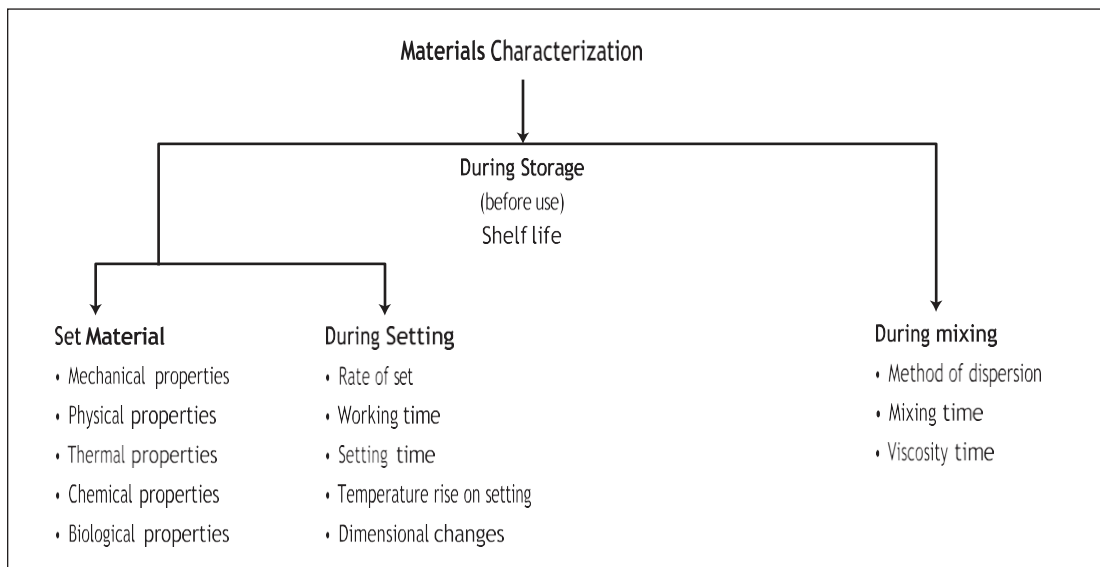 Materials Characterization
During Storage
(before use)
Shelf life
Set Material
• Mechanical properties
• Physical properties
• Thermal properties
• Chemical properties
• Biological properties
During Setting
• Rate of set
• Working time
• Setting time
• Temperature rise on setting
• Dimensional changes
During mixing
• Method of dispersion
• Mixing time
• Viscosity time